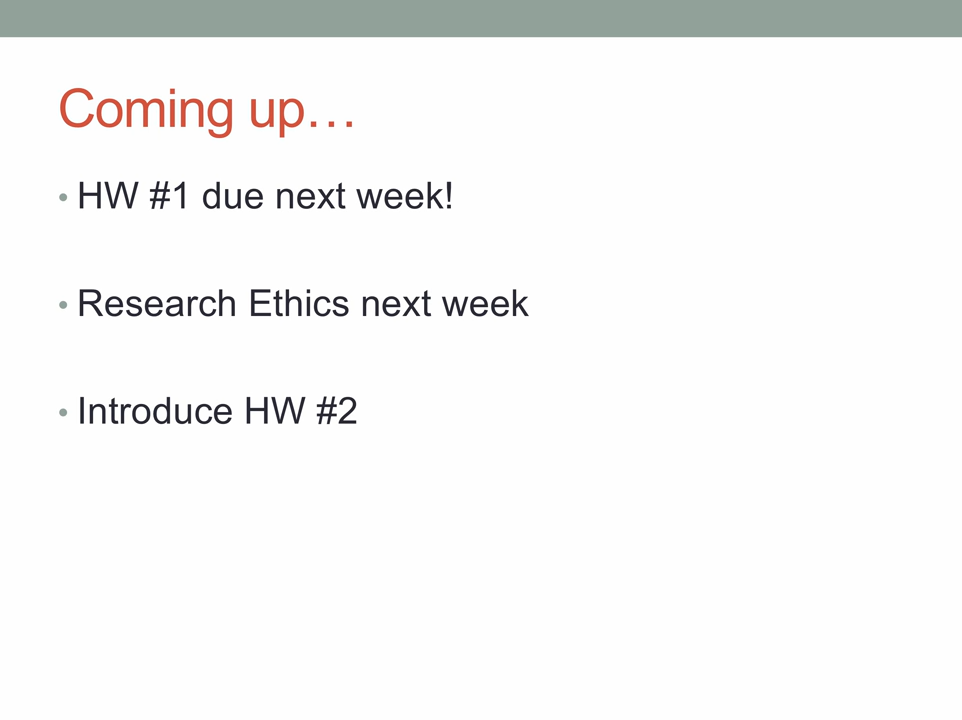 Coming up…
• HW #1 due next week!
• Research Ethics next week
• Introduce HW #2